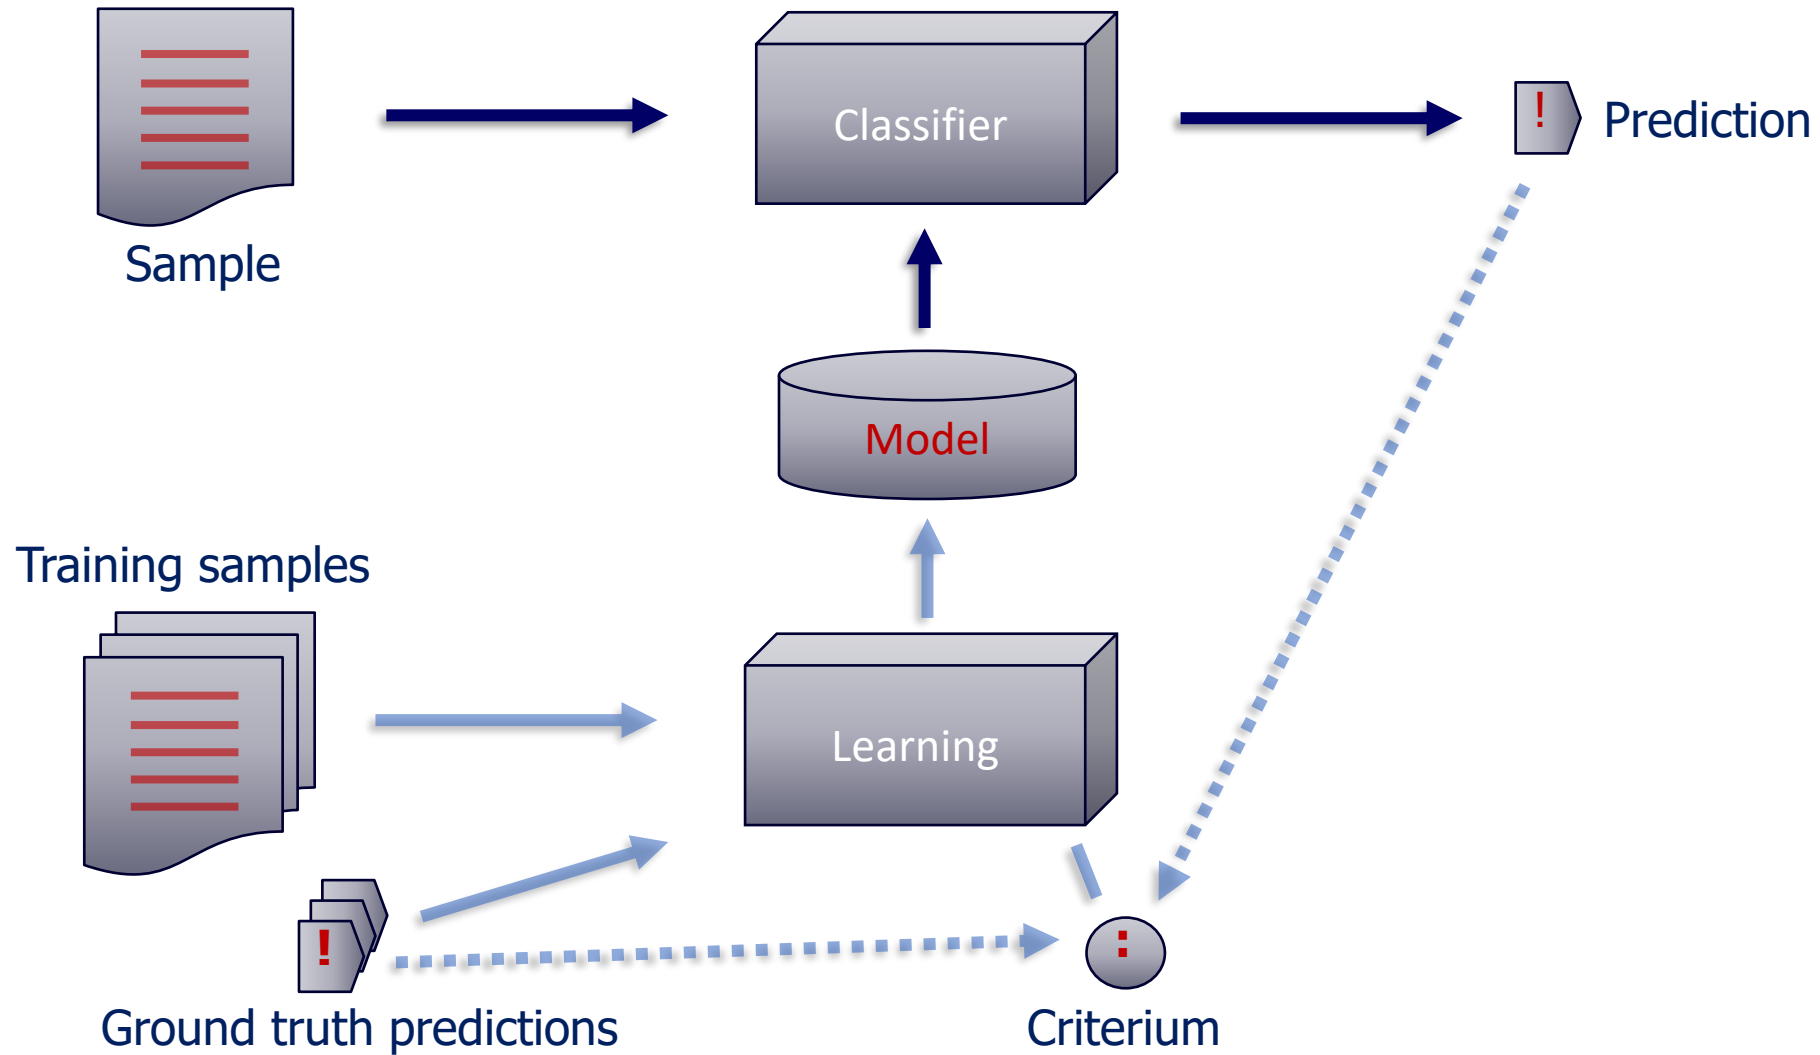 Classifier
!
Prediction
Sample
Model
Training samples
Learning
!
:
Ground truth predictions
Criterium